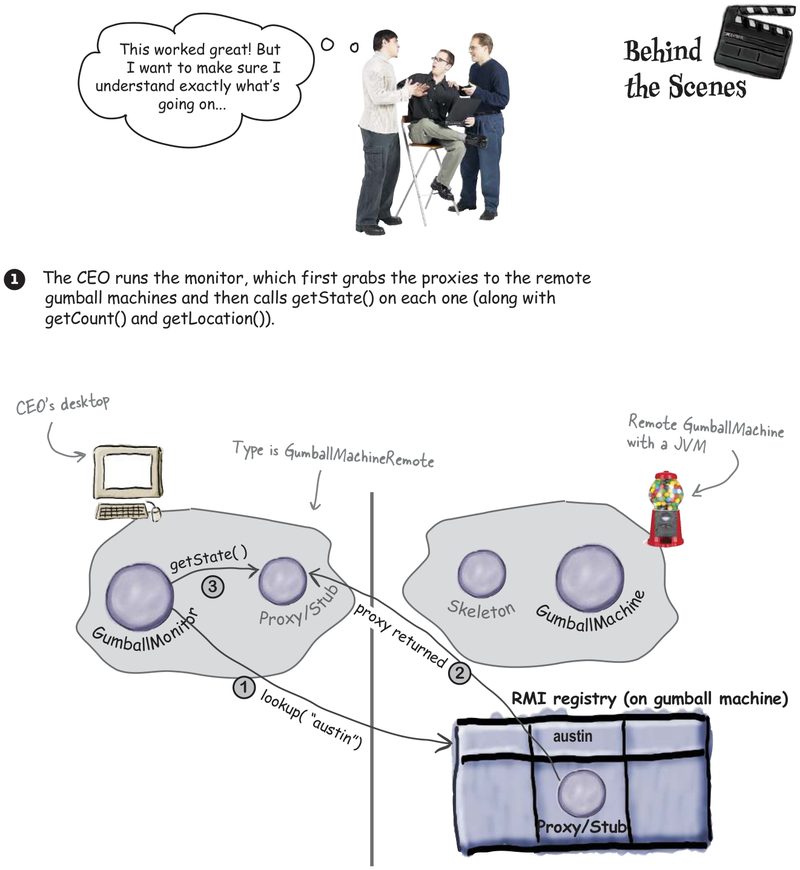 This worked great! But
I want to make sure I
understand exactly what's
going on...
Behind
the Scenes
1 The CEO runs the monitor, which first grabs the proxies to the remote
gumball machines and then calls getState() on each one (along with
getCount() and getLocation()).
CEO's desktop
Type is GumballMachineRemote
Remote GumballMachine
with a JVM
getState()
3
GumballMonitor
Proxy/Stub
Skeleton
GumballMachine
proxy returned
2
1
lookup( "austin")
RMI registry (on gumball machine)
austin
Proxy/Stub